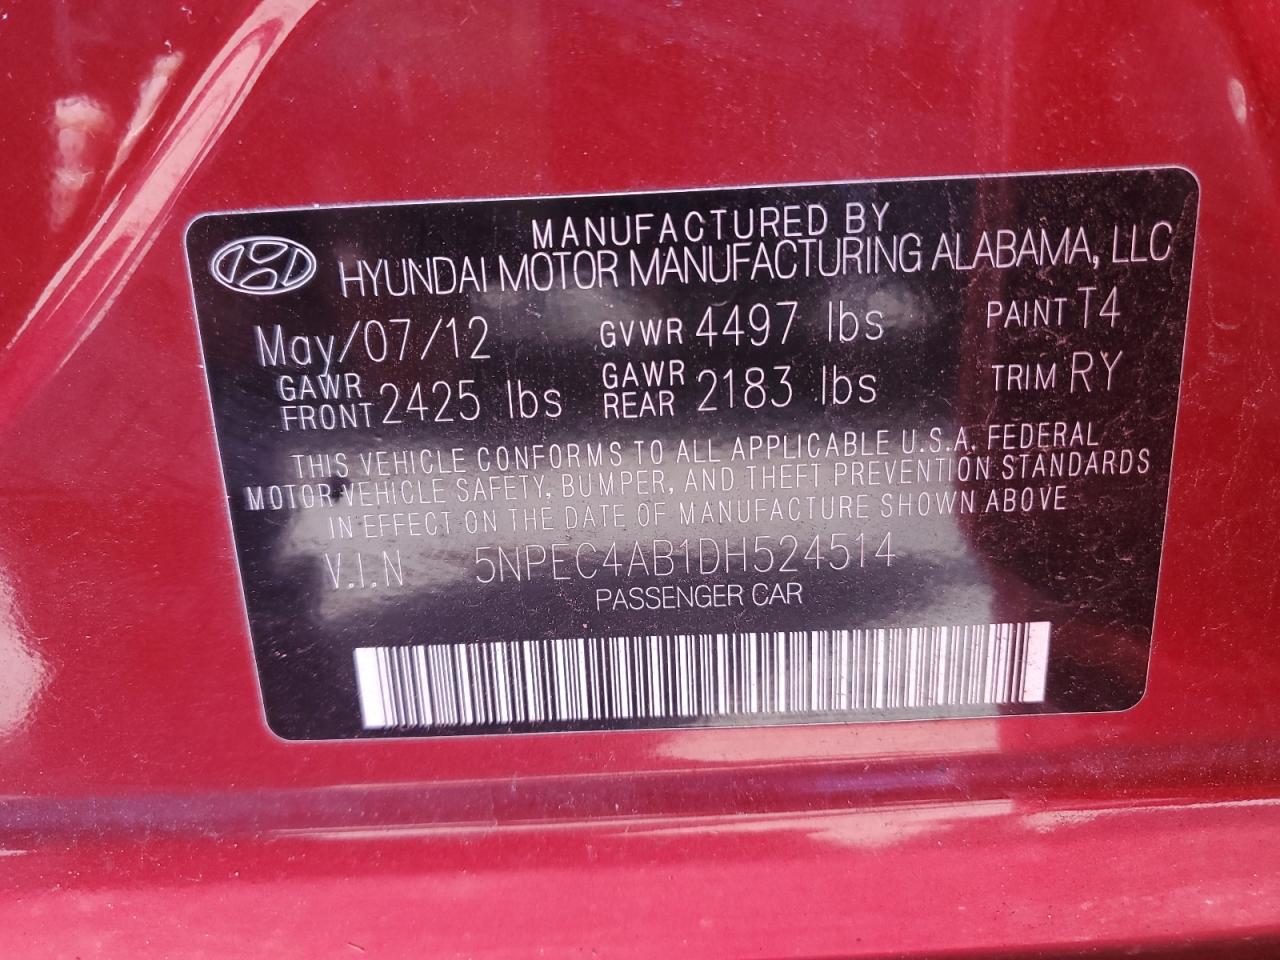 MANUFACTURED BY
HYUNDAI MOTOR MANUFACTURING ALABAMA, LLC
May/07/12 GVWR 4497 lbs PAINT T4
GAWR FRONT 2425 lbs GAWR REAR 2183 lbs TRIM RY
THIS VEHICLE CONFORMS TO ALL APPLICABLE U.S.A. FEDERAL
MOTOR VEHICLE SAFETY, BUMPER, AND THEFT PREVENTION STANDARDS
IN EFFECT ON THE DATE OF MANUFACTURE SHOWN ABOVE
V.I.N 5NPEC4AB1DH524514
PASSENGER CAR